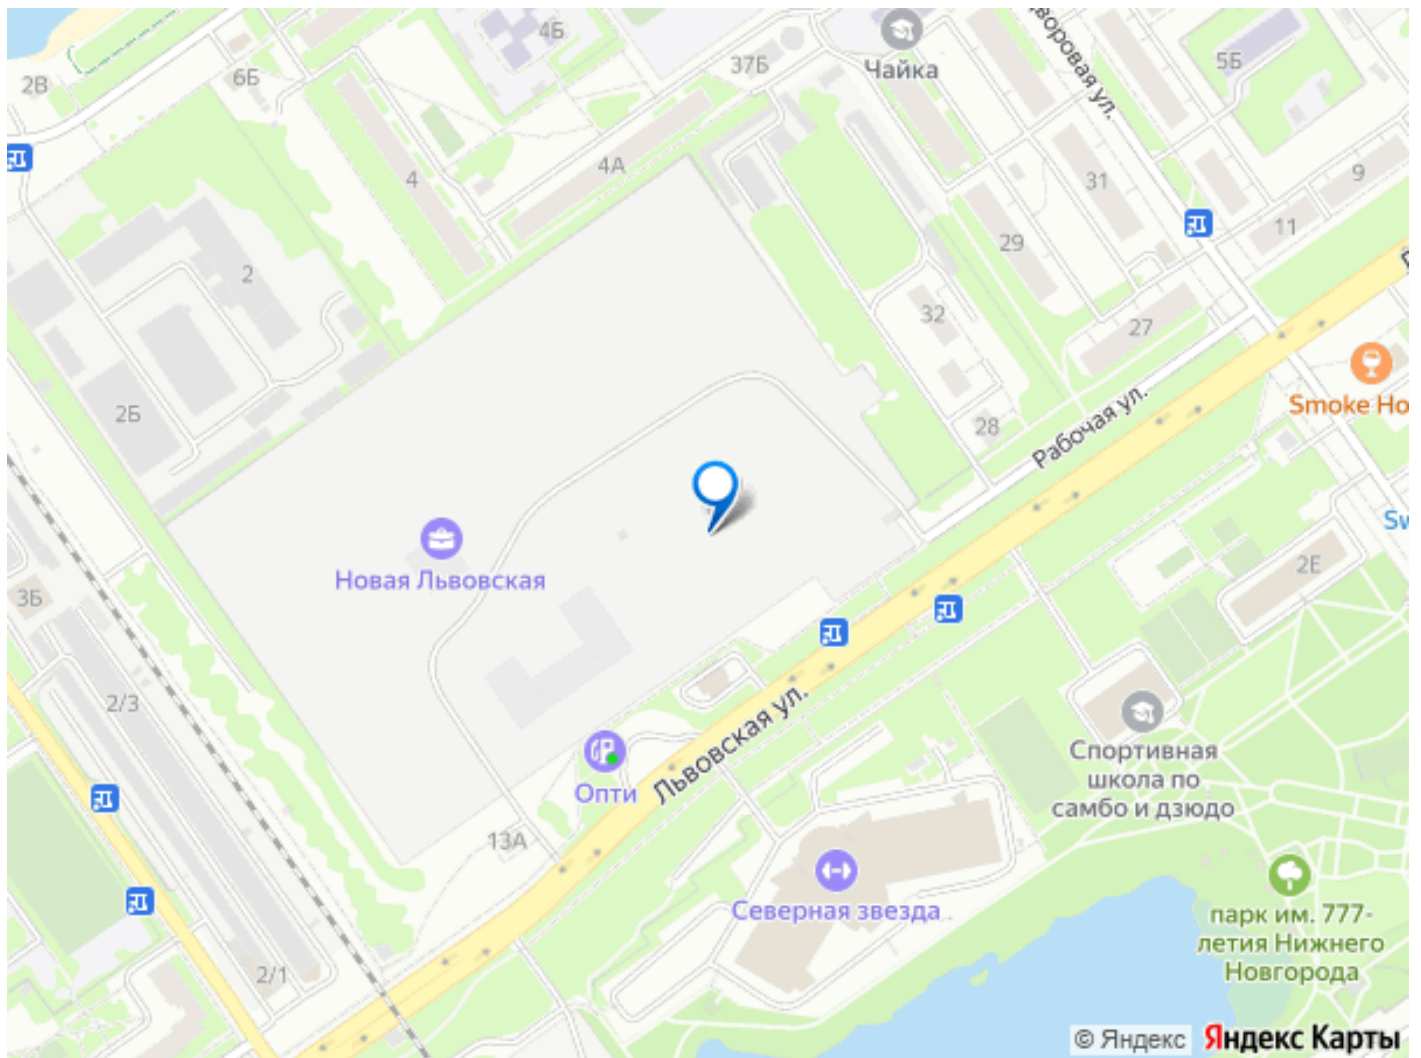 4Б
37Б
Чайка
воровая ул.
5Б
2В
6Б
4
4А
31
9
29
11
2
32
27
2Б
28
Рабочая ул.
Smoke Ho
Новая Львовская
Sw
2Е
3Б
2/3
Львовская ул.
Опти
13А
Спортивная
школа по
самбо и дзюдо
Северная звезда
парк им. 777-
летия Нижнего
Новгорода
2/1
© Яндекс Яндекс Карты